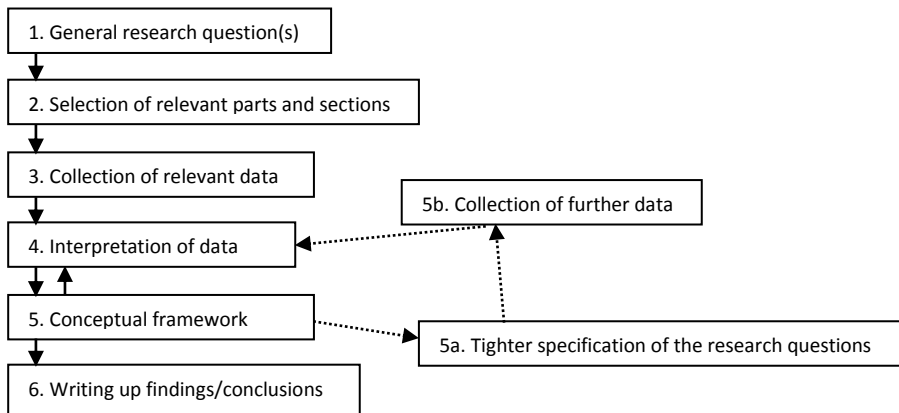 1. General research question(s)
2. Selection of relevant parts and sections
3. Collection of relevant data
5b. Collection of further data
4. Interpretation of data
5. Conceptual framework
5a. Tighter specification of the research questions
6. Writing up findings/conclusions